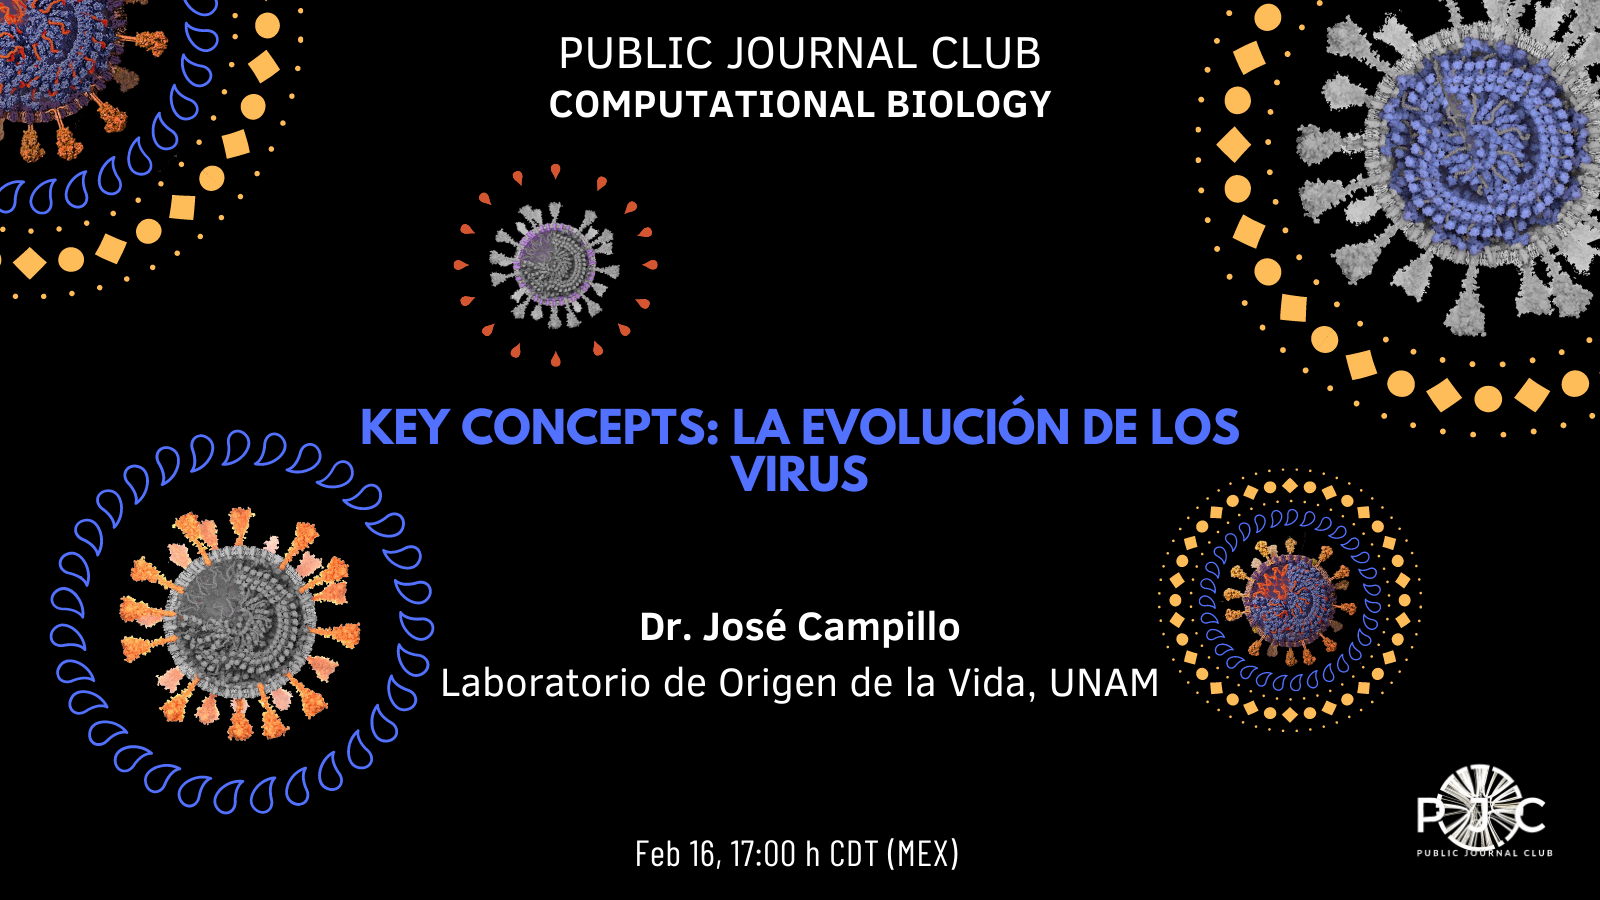 PUBLIC JOURNAL CLUB
COMPUTATIONAL BIOLOGY
KEY CONCEPTS: LA EVOLUCIÓN DE LOS
VIRUS
Dr. José Campillo
Laboratorio de Origen de la Vida, UNAM
Feb 16, 17:00 h CDT (MEX)
PJC
PUBLIC JOURNAL CLUB